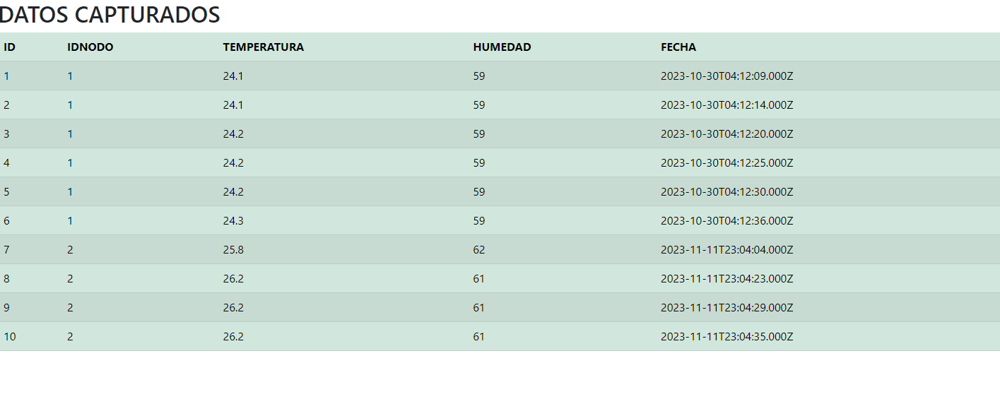 DATOS CAPTURADOS
ID IDNODO TEMPERATURA HUMEDAD FECHA
1 1 24.1 59 2023-10-30T04:12:09.000Z
2 1 24.1 59 2023-10-30T04:12:14.000Z
3 1 24.2 59 2023-10-30T04:12:20.000Z
4 1 24.2 59 2023-10-30T04:12:25.000Z
5 1 24.2 59 2023-10-30T04:12:30.000Z
6 1 24.3 59 2023-10-30T04:12:36.000Z
7 2 25.8 62 2023-11-11T23:04:04.000Z
8 2 26.2 61 2023-11-11T23:04:23.000Z
9 2 26.2 61 2023-11-11T23:04:29.000Z
10 2 26.2 61 2023-11-11T23:04:35.000Z